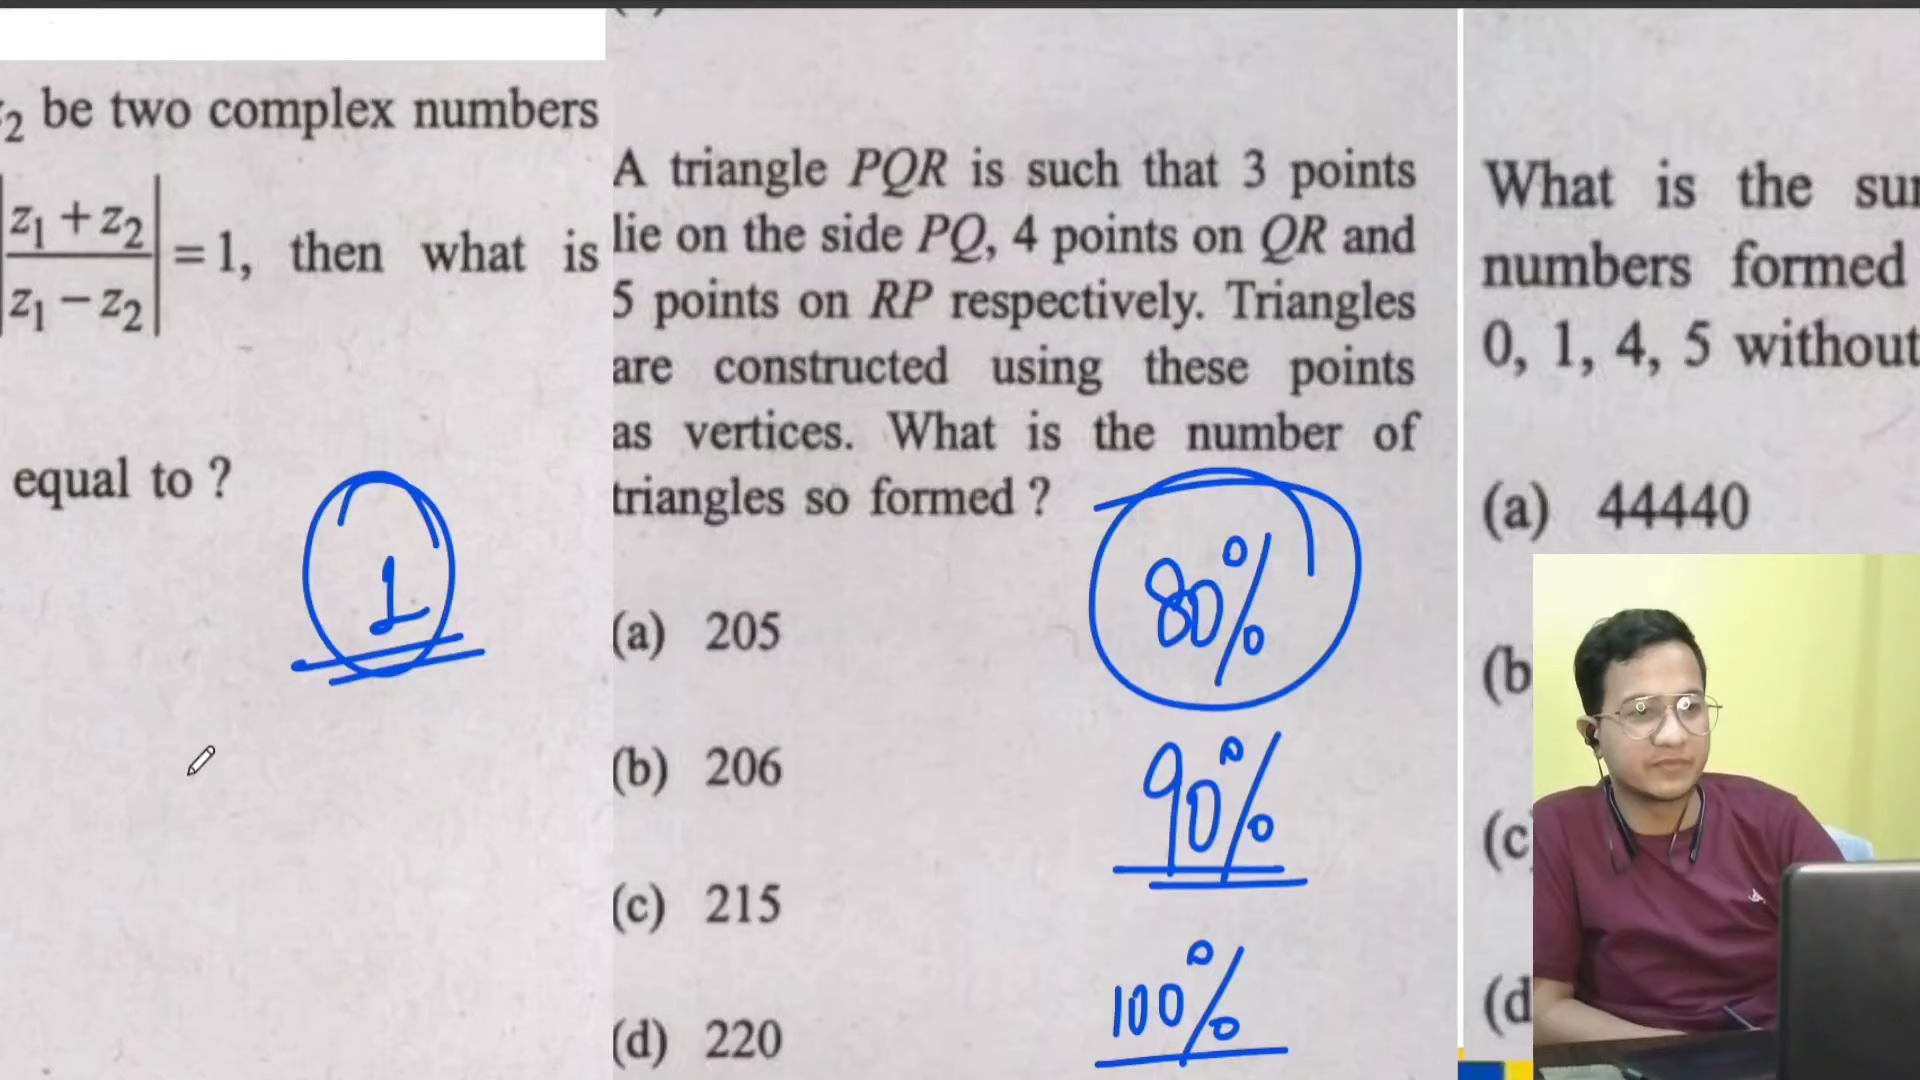 2 be two complex numbers
|z1 + z2 / z1 − z2| = 1, then what is
equal to ?
1
A triangle PQR is such that 3 points
lie on the side PQ, 4 points on QR and
5 points on RP respectively. Triangles
are constructed using these points
as vertices. What is the number of
triangles so formed ?
(a) 205
(b) 206
(c) 215
(d) 220
80%
90%
100%
What is the
numbers formed
0, 1, 4, 5 without
(a) 44440
(b
(c
(d